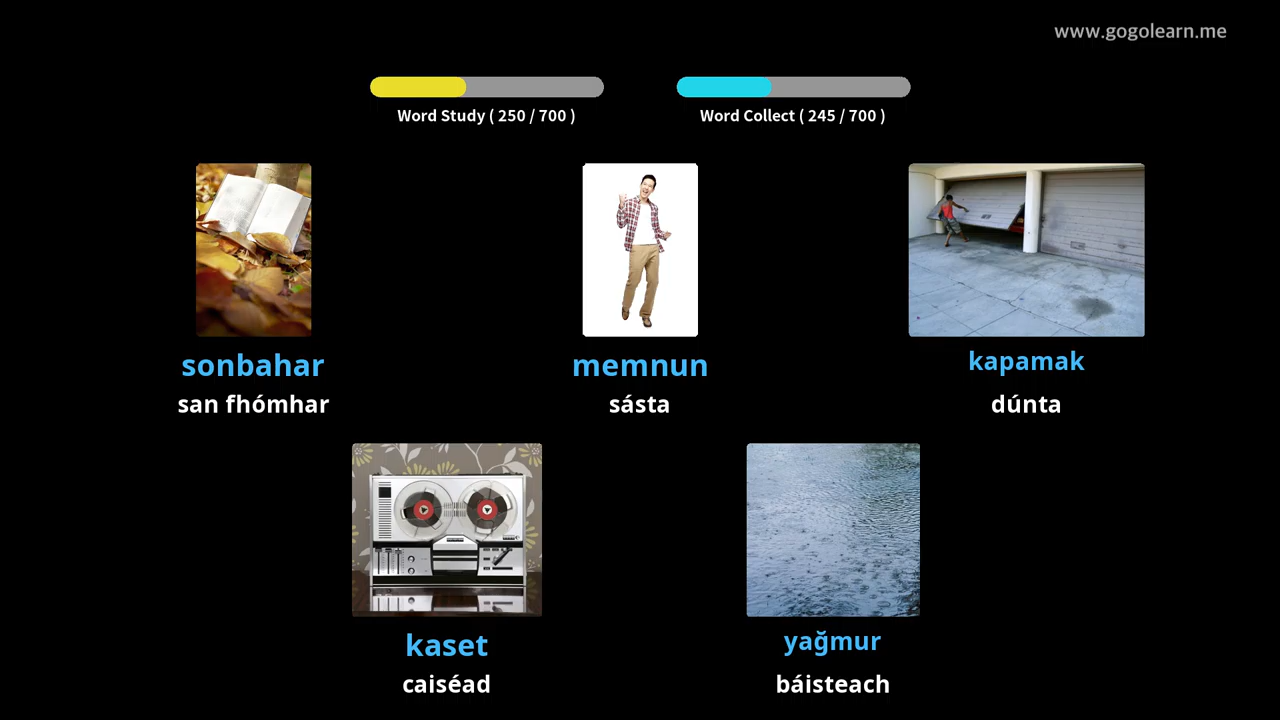 www.gogolearn.me
Word Study ( 250 / 700 )
Word Collect ( 245 / 700 )
sonbahar
san fhómhar
memnun
sásta
kapamak
dúnta
kaset
caiséad
yağmur
báisteach